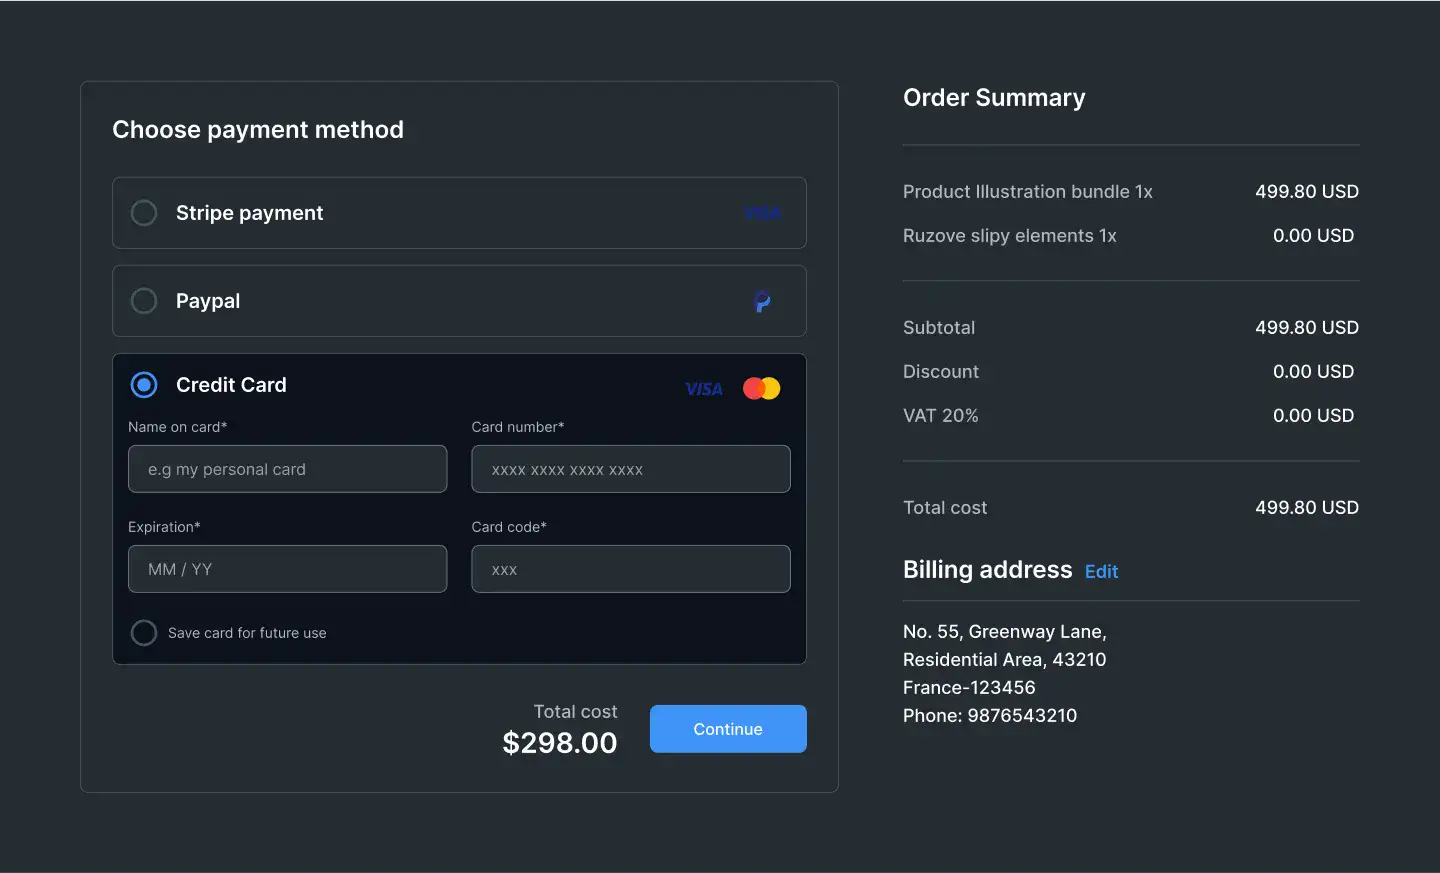 Choose payment method
Stripe payment
VISA
Paypal
Credit Card
VISA
Name on card*
Card number*
e.g my personal card
xxxx xxxx xxxx xxxx
Expiration*
Card code*
MM / YY
xxx
Save card for future use
Total cost
$298.00
Continue
Order Summary
Product Illustration bundle 1x 499.80 USD
Ruzove slipy elements 1x 0.00 USD
Subtotal 499.80 USD
Discount 0.00 USD
VAT 20% 0.00 USD
Total cost 499.80 USD
Billing address Edit
No. 55, Greenway Lane,
Residential Area, 43210
France-123456
Phone: 9876543210